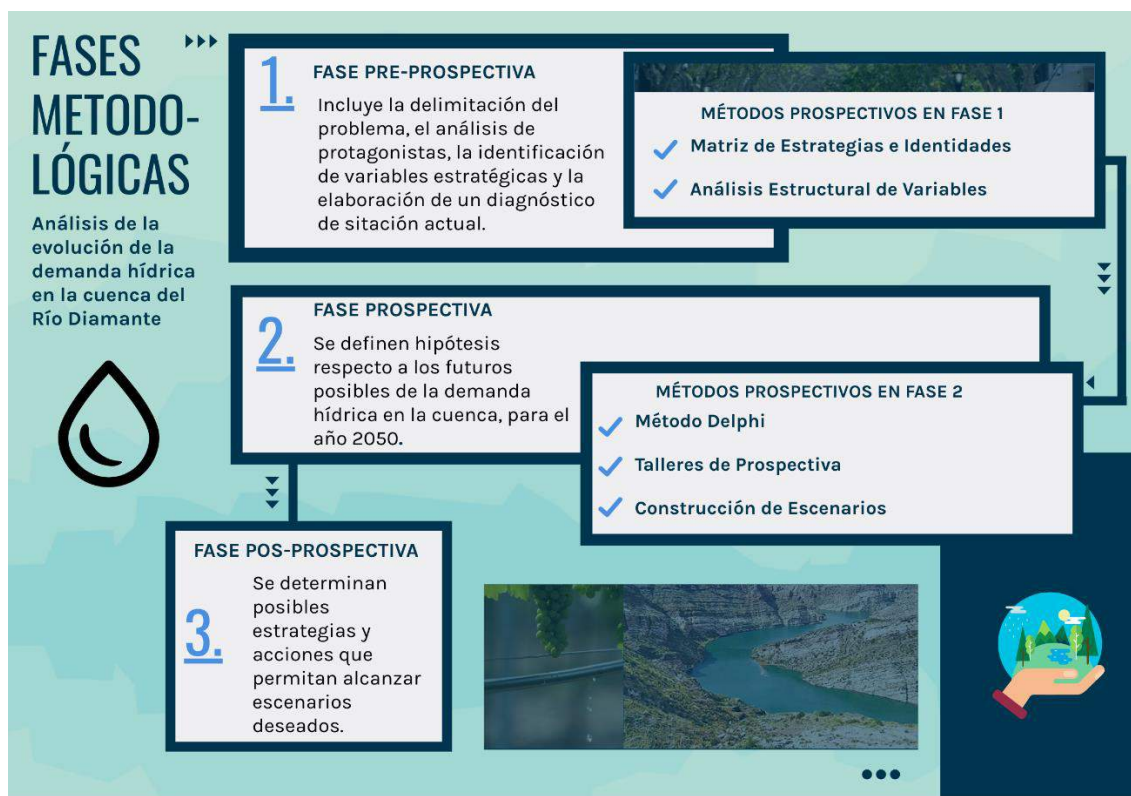 FASES
METODO-
LÓGICAS
Análisis de la
evolución de la
demanda hídrica
en la cuenca del
Río Diamante
1.
FASE PRE-PROSPECTIVA
Incluye la delimitación del
problema, el análisis de
protagonistas, la identificación
de variables estratégicas y la
elaboración de un diagnóstico
de sitación actual.
MÉTODOS PROSPECTIVOS EN FASE 1
Matriz de Estrategias e Identidades
Análisis Estructural de Variables
2.
FASE PROSPECTIVA
Se definen hipótesis
respecto a los futuros
posibles de la demanda
hídrica en la cuenca, para el
año 2050.
MÉTODOS PROSPECTIVOS EN FASE 2
Método Delphi
Talleres de Prospectiva
Construcción de Escenarios
FASE POS-PROSPECTIVA
3.
Se determinan
posibles
estrategias y
acciones que
permitan alcanzar
escenarios
deseados.